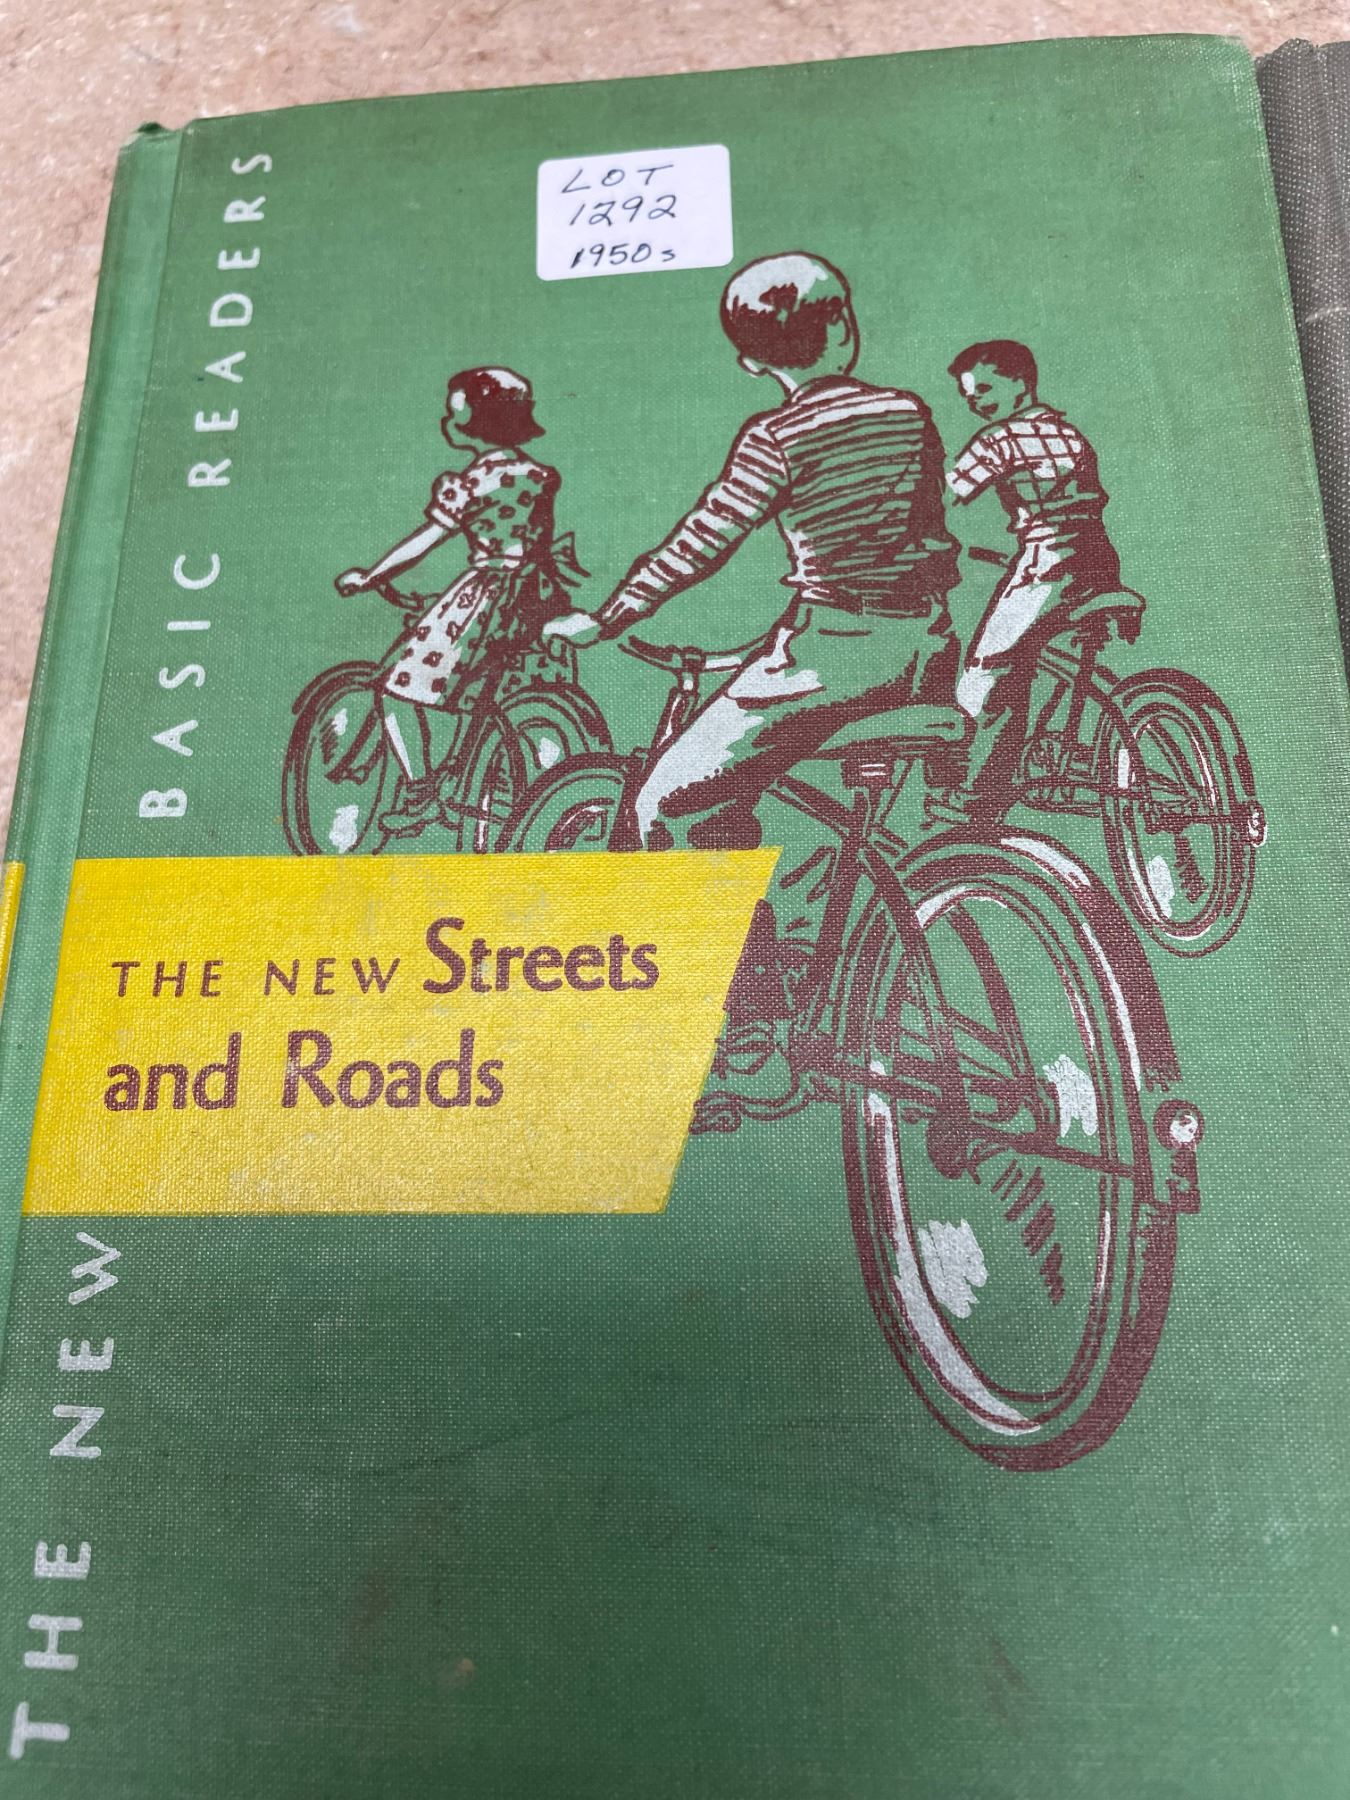 LOT
1292
1950s
THE NEW BASIC READERS
THE NEW Streets
and Roads